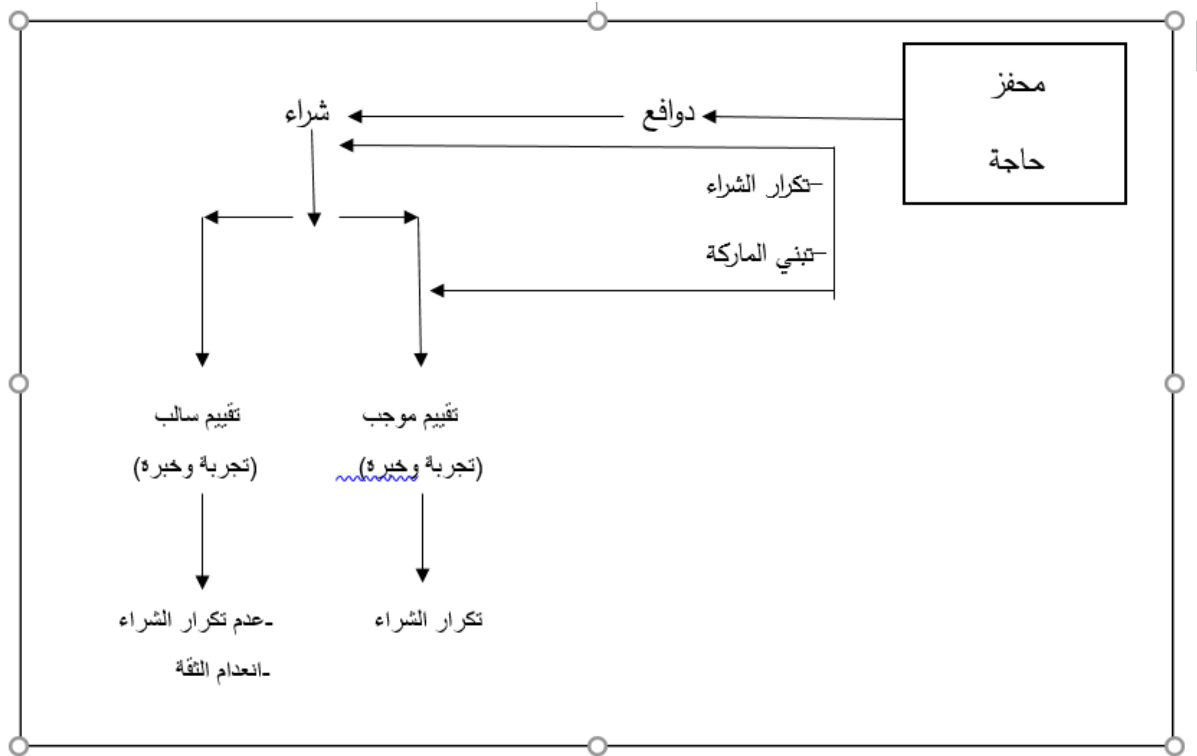 محفز
حاجة
دوافع
شراء
-تكرار الشراء
-تبني الماركة
تقييم موجب
(تجربة وخبرة)
تقييم سالب
(تجربة وخبرة)
تكرار الشراء
-عدم تكرار الشراء
-انعدام الثقة